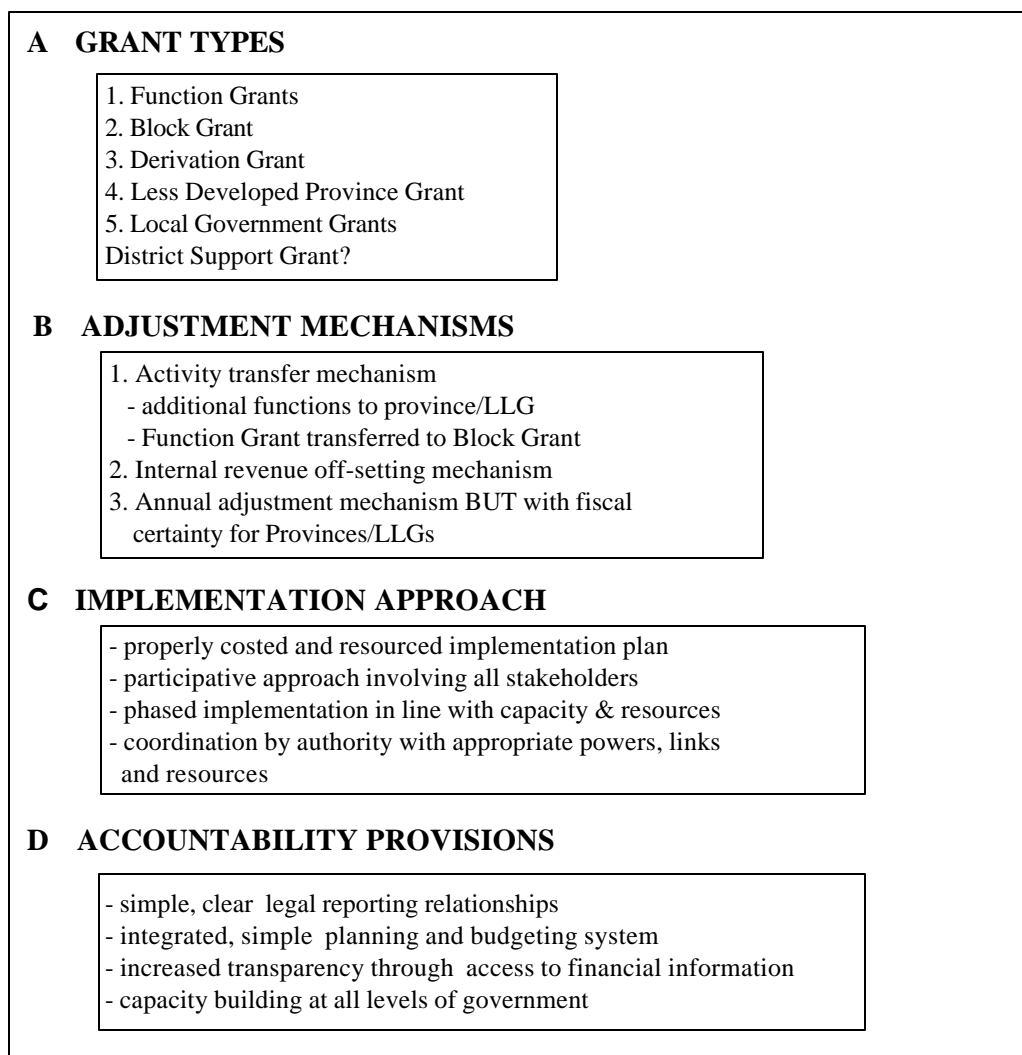 A GRANT TYPES
1. Function Grants
2. Block Grant
3. Derivation Grant
4. Less Developed Province Grant
5. Local Government Grants
District Support Grant?
B ADJUSTMENT MECHANISMS
1. Activity transfer mechanism
- additional functions to province/LLG
- Function Grant transferred to Block Grant
2. Internal revenue off-setting mechanism
3. Annual adjustment mechanism BUT with fiscal
certainty for Provinces/LLGs
C IMPLEMENTATION APPROACH
- properly costed and resourced implementation plan
- participative approach involving all stakeholders
- phased implementation in line with capacity & resources
- coordination by authority with appropriate powers, links
and resources
D ACCOUNTABILITY PROVISIONS
- simple, clear legal reporting relationships
- integrated, simple planning and budgeting system
- increased transparency through access to financial information
- capacity building at all levels of government